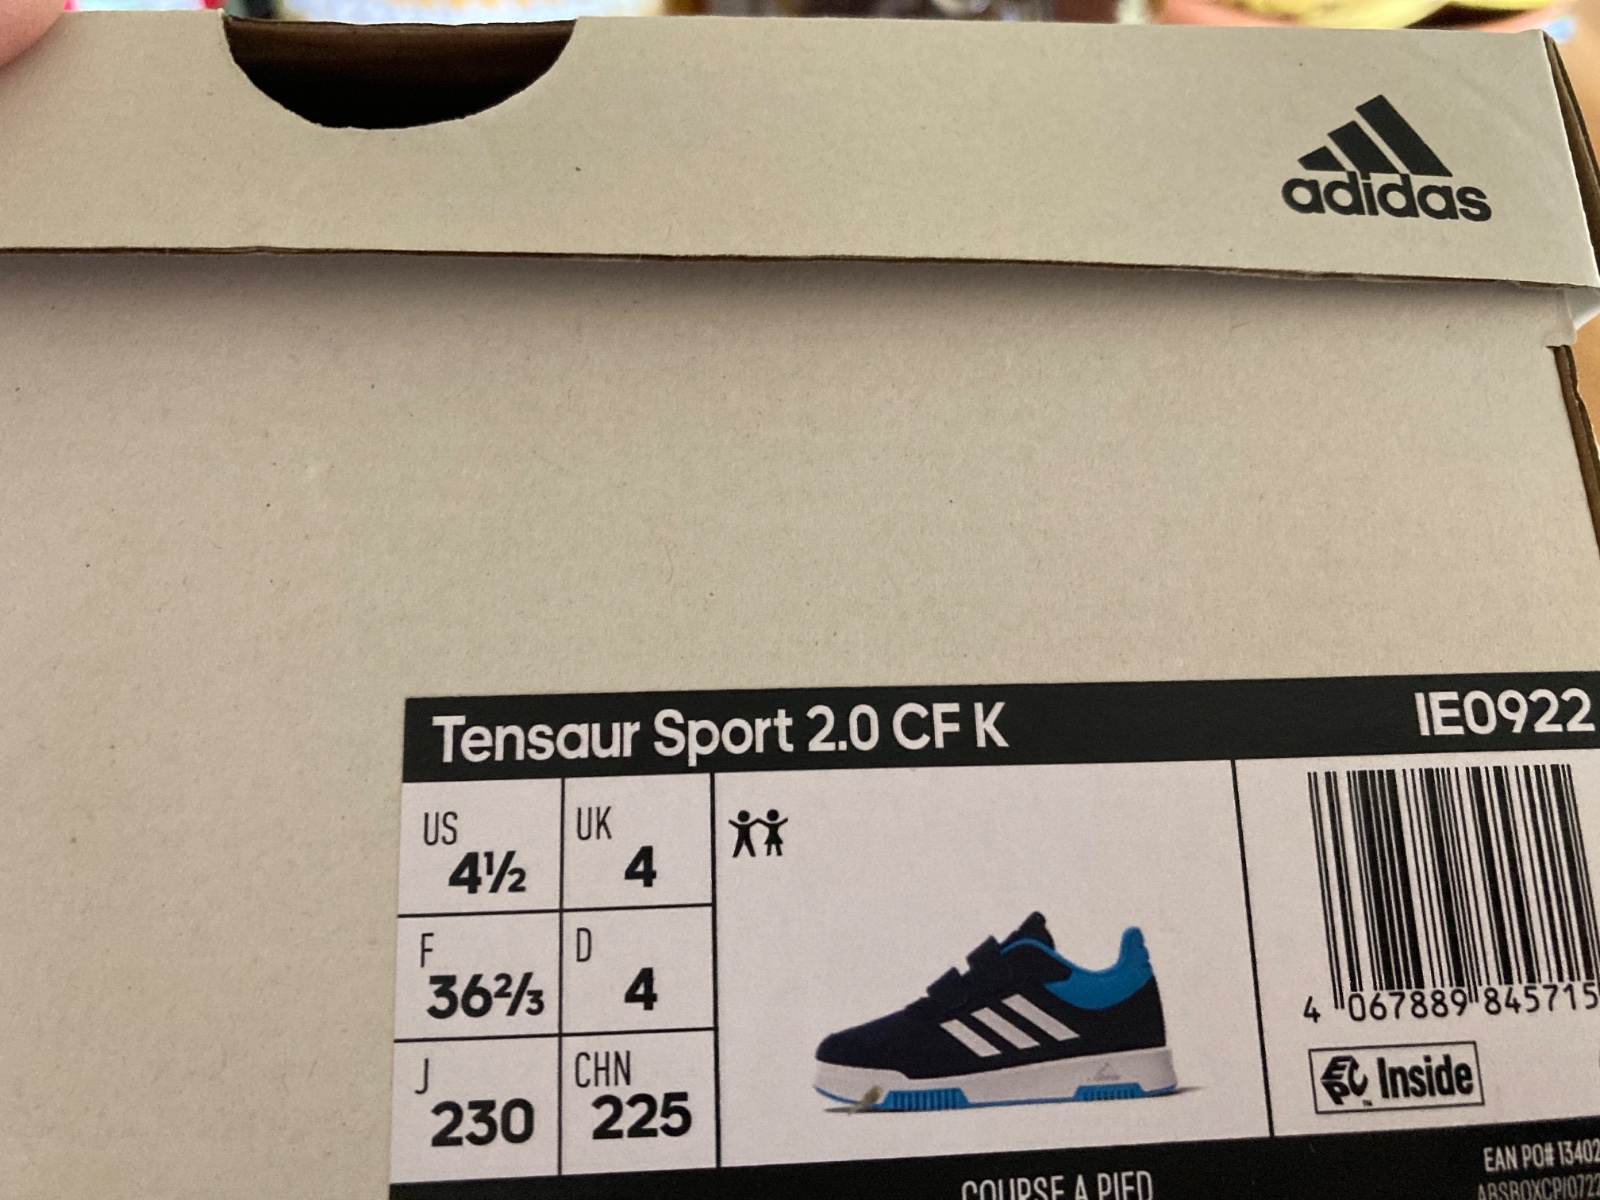 adidas
Tensaur Sport 2.0 CF K IE0922
US 4½ UK 4
F 36⅔ D 4
J 230 CHN 225
4 067889 845715
EPC Inside
EAN PO# 13402
COURSE A PIED